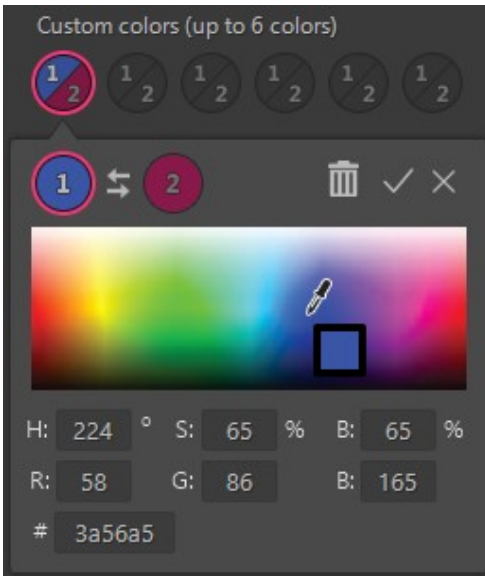 Custom colors (up to 6 colors)
1 2 1 2 1 2 1 2 1 2 1 2
1 2
H: 224 ° S: 65 % B: 65 %
R: 58 G: 86 B: 165
# 3a56a5